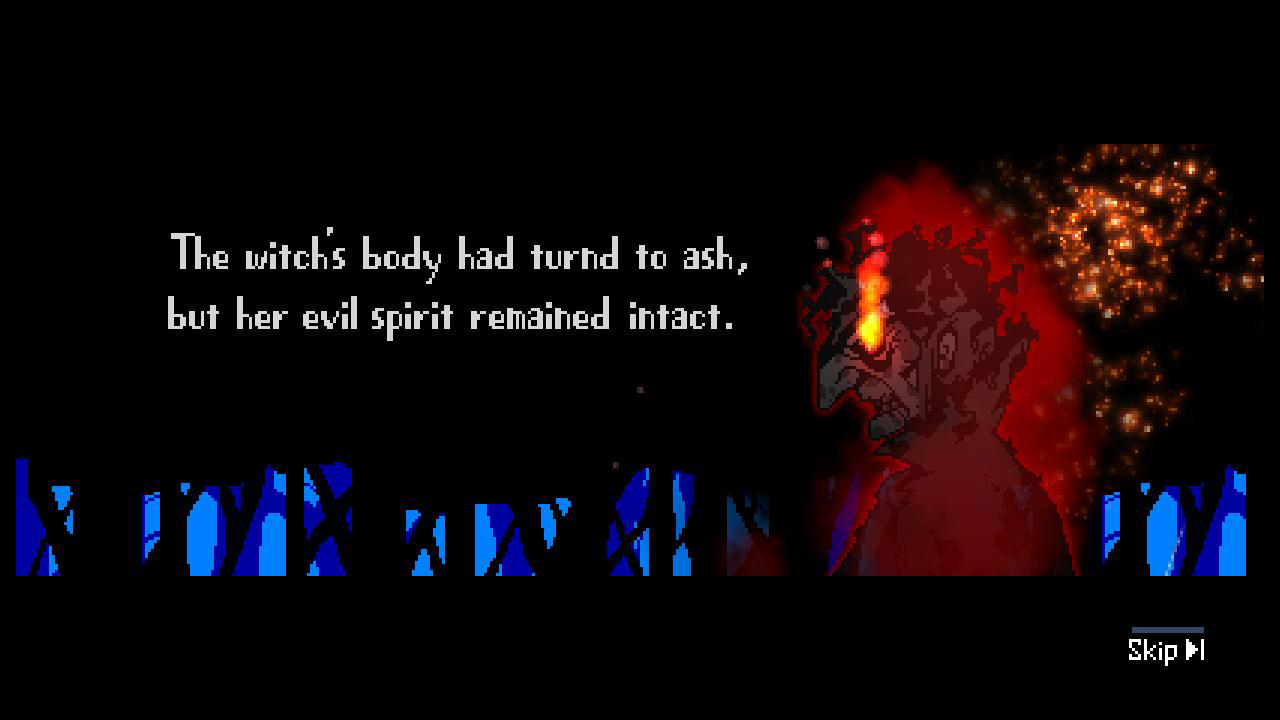 The witch's body had turnd to ash,
but her evil spirit remained intact.
Skip